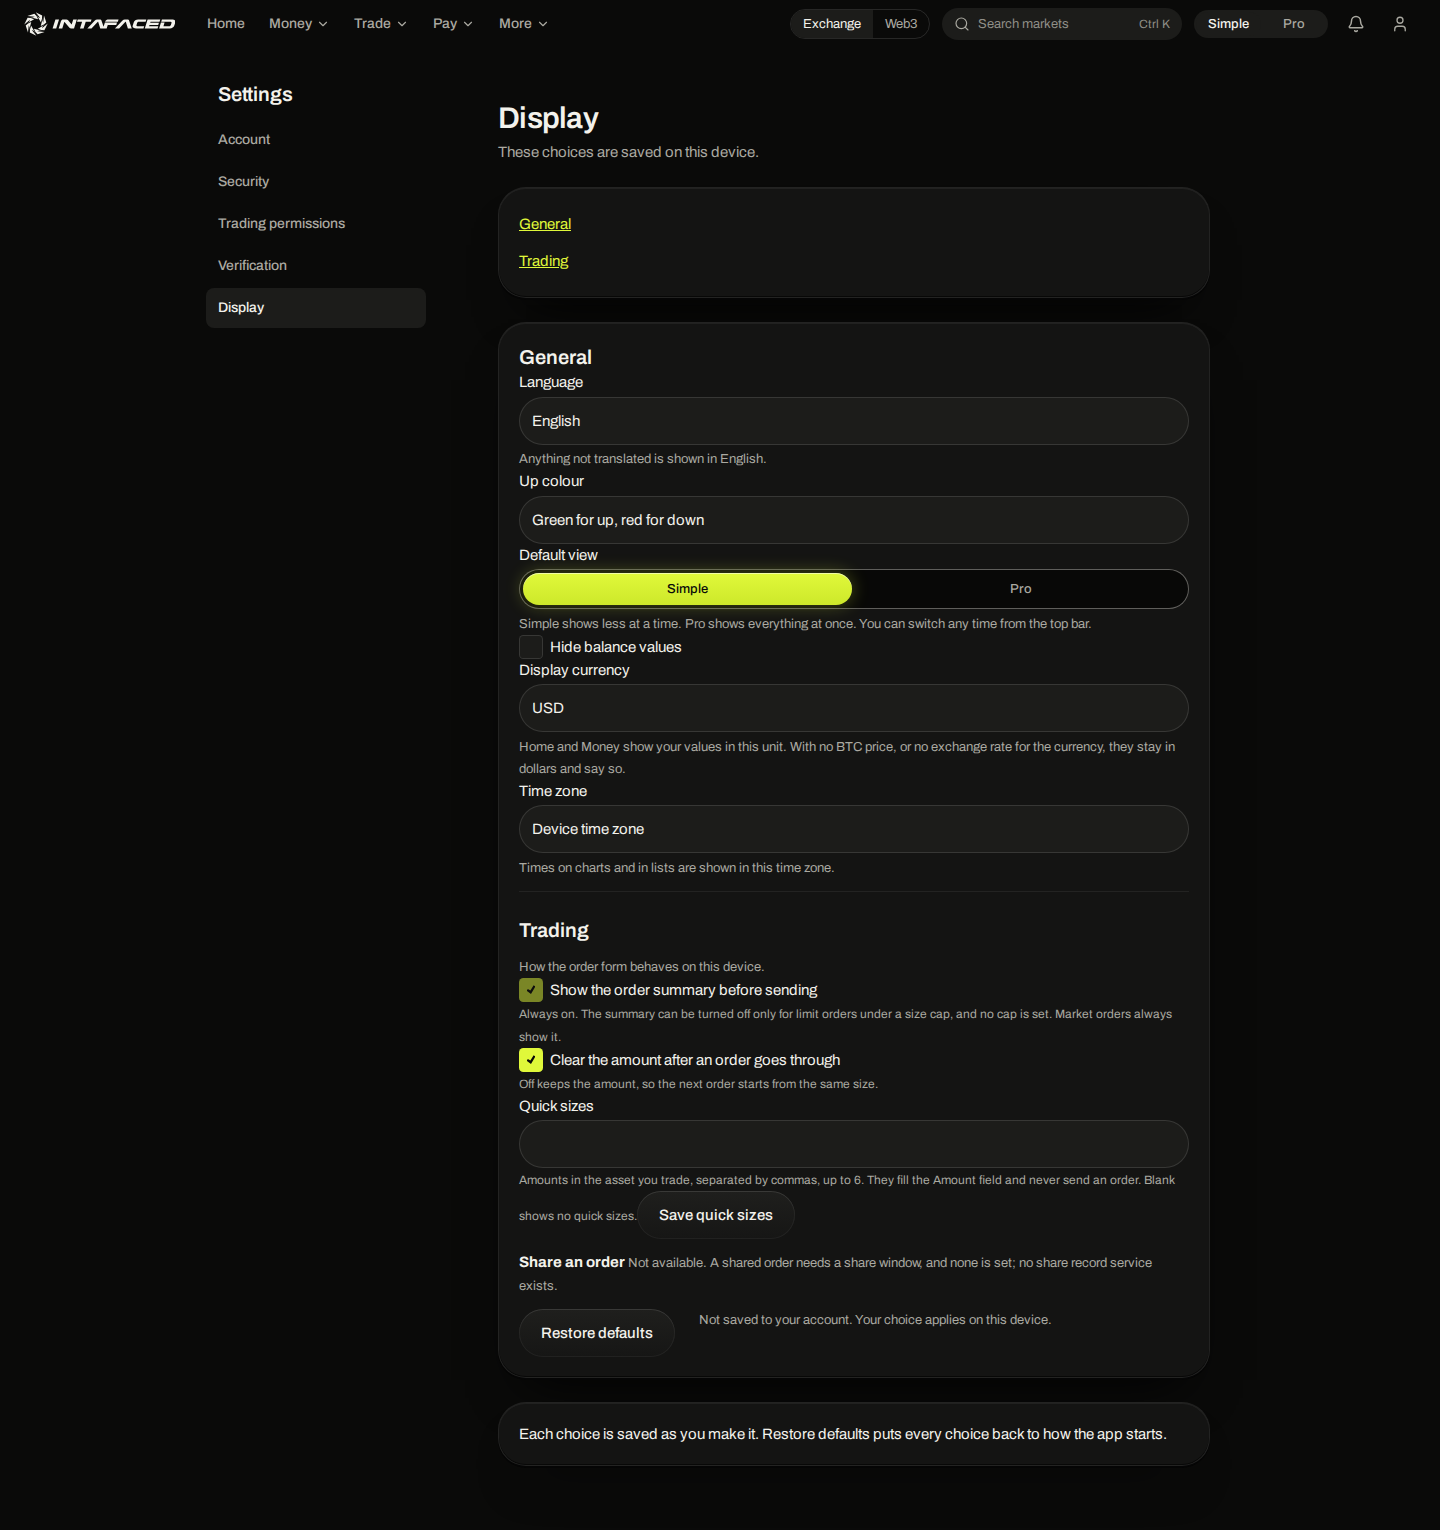 INTAFACED
Home
Money
Trade
Pay
More
Exchange
Web3
Search markets
Ctrl K
Simple
Pro
Settings
Account
Security
Trading permissions
Verification
Display
Display
These choices are saved on this device.
General
Trading
General
Language
English
Anything not translated is shown in English.
Up colour
Green for up, red for down
Default view
Simple
Pro
Simple shows less at a time. Pro shows everything at once. You can switch any time from the top bar.
Hide balance values
Display currency
USD
Home and Money show your values in this unit. With no BTC price, or no exchange rate for the currency, they stay in
dollars and say so.
Time zone
Device time zone
Times on charts and in lists are shown in this time zone.
Trading
How the order form behaves on this device.
Show the order summary before sending
Always on. The summary can be turned off only for limit orders under a size cap, and no cap is set. Market orders always
show it.
Clear the amount after an order goes through
Off keeps the amount, so the next order starts from the same size.
Quick sizes
Amounts in the asset you trade, separated by commas, up to 6. They fill the Amount field and never send an order. Blank
shows no quick sizes.
Save quick sizes
Share an order Not available. A shared order needs a share window, and none is set; no share record service
exists.
Restore defaults
Not saved to your account. Your choice applies on this device.
Each choice is saved as you make it. Restore defaults puts every choice back to how the app starts.